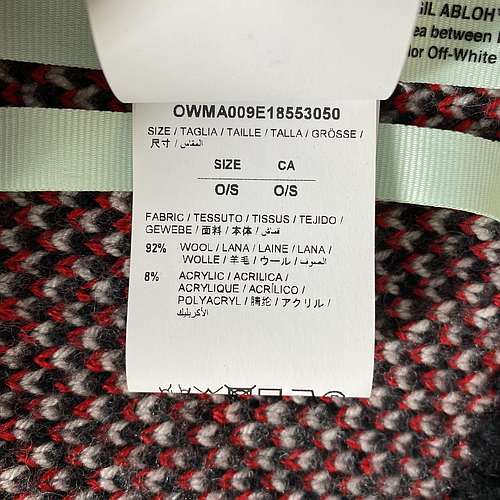 GIL ABLOH™
ea between
lor Off-White
OWMA009E18553050
SIZE / TAGLIA / TAILLE / TALLA / GRÖSSE /
尺寸 / المقاس
SIZE CA
O/S O/S
FABRIC / TESSUTO / TISSUS / TEJIDO /
GEWEBE / 面料 / 本体 / قماش
92% WOOL / LANA / LAINE / LANA /
WOLLE / 羊毛 / ウール / الصوف
8% ACRYLIC / ACRILICA /
ACRYLIQUE / ACRÍLICO /
POLYACRYL / 腈纶 / アクリル /
الأكريليك